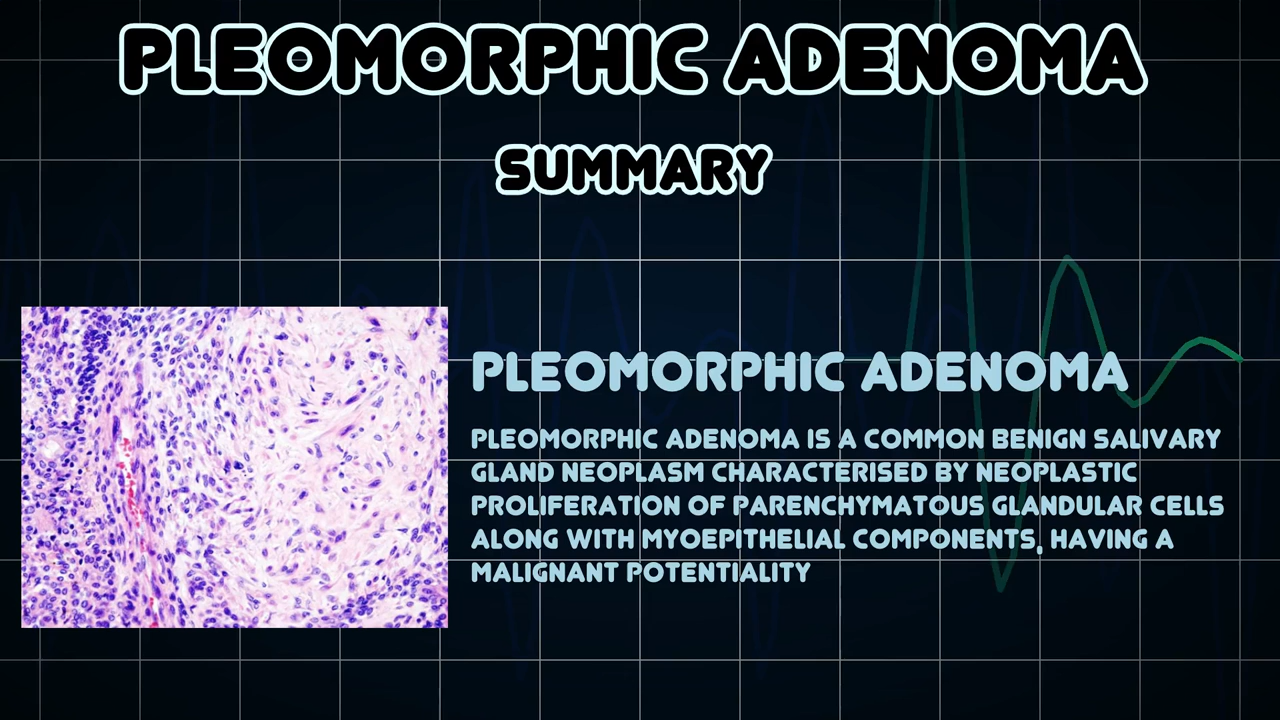 PLEOMORPHIC ADENOMA
SUMMARY
PLEOMORPHIC ADENOMA
PLEOMORPHIC ADENOMA IS A COMMON BENIGN SALIVARY
GLAND NEOPLASM CHARACTERISED BY NEOPLASTIC
PROLIFERATION OF PARENCHYMATOUS GLANDULAR CELLS
ALONG WITH MYOEPITHELIAL COMPONENTS, HAVING A
MALIGNANT POTENTIALITY